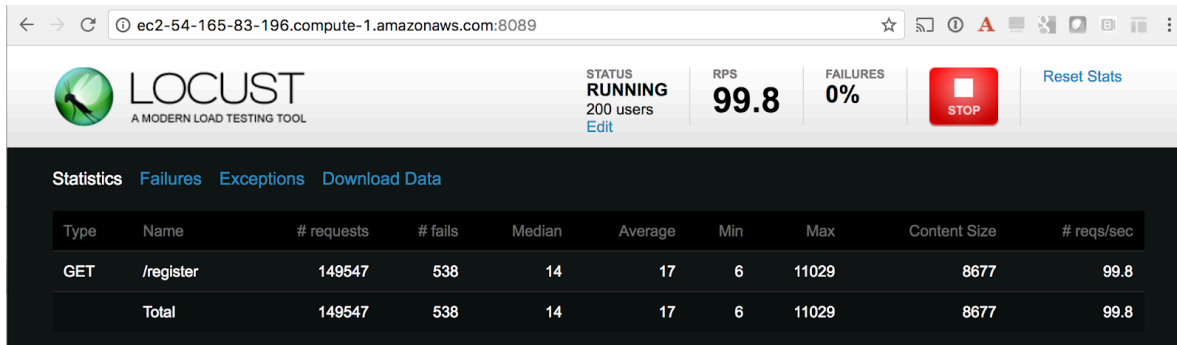 ec2-54-165-83-196.compute-1.amazonaws.com:8089
LOCUST
A MODERN LOAD TESTING TOOL
STATUS
RUNNING
200 users
Edit
RPS
99.8
FAILURES
0%
STOP
Reset Stats
Statistics Failures Exceptions Download Data
Type Name # requests # fails Median Average Min Max Content Size # reqs/sec
GET /register 149547 538 14 17 6 11029 8677 99.8
Total 149547 538 14 17 6 11029 8677 99.8